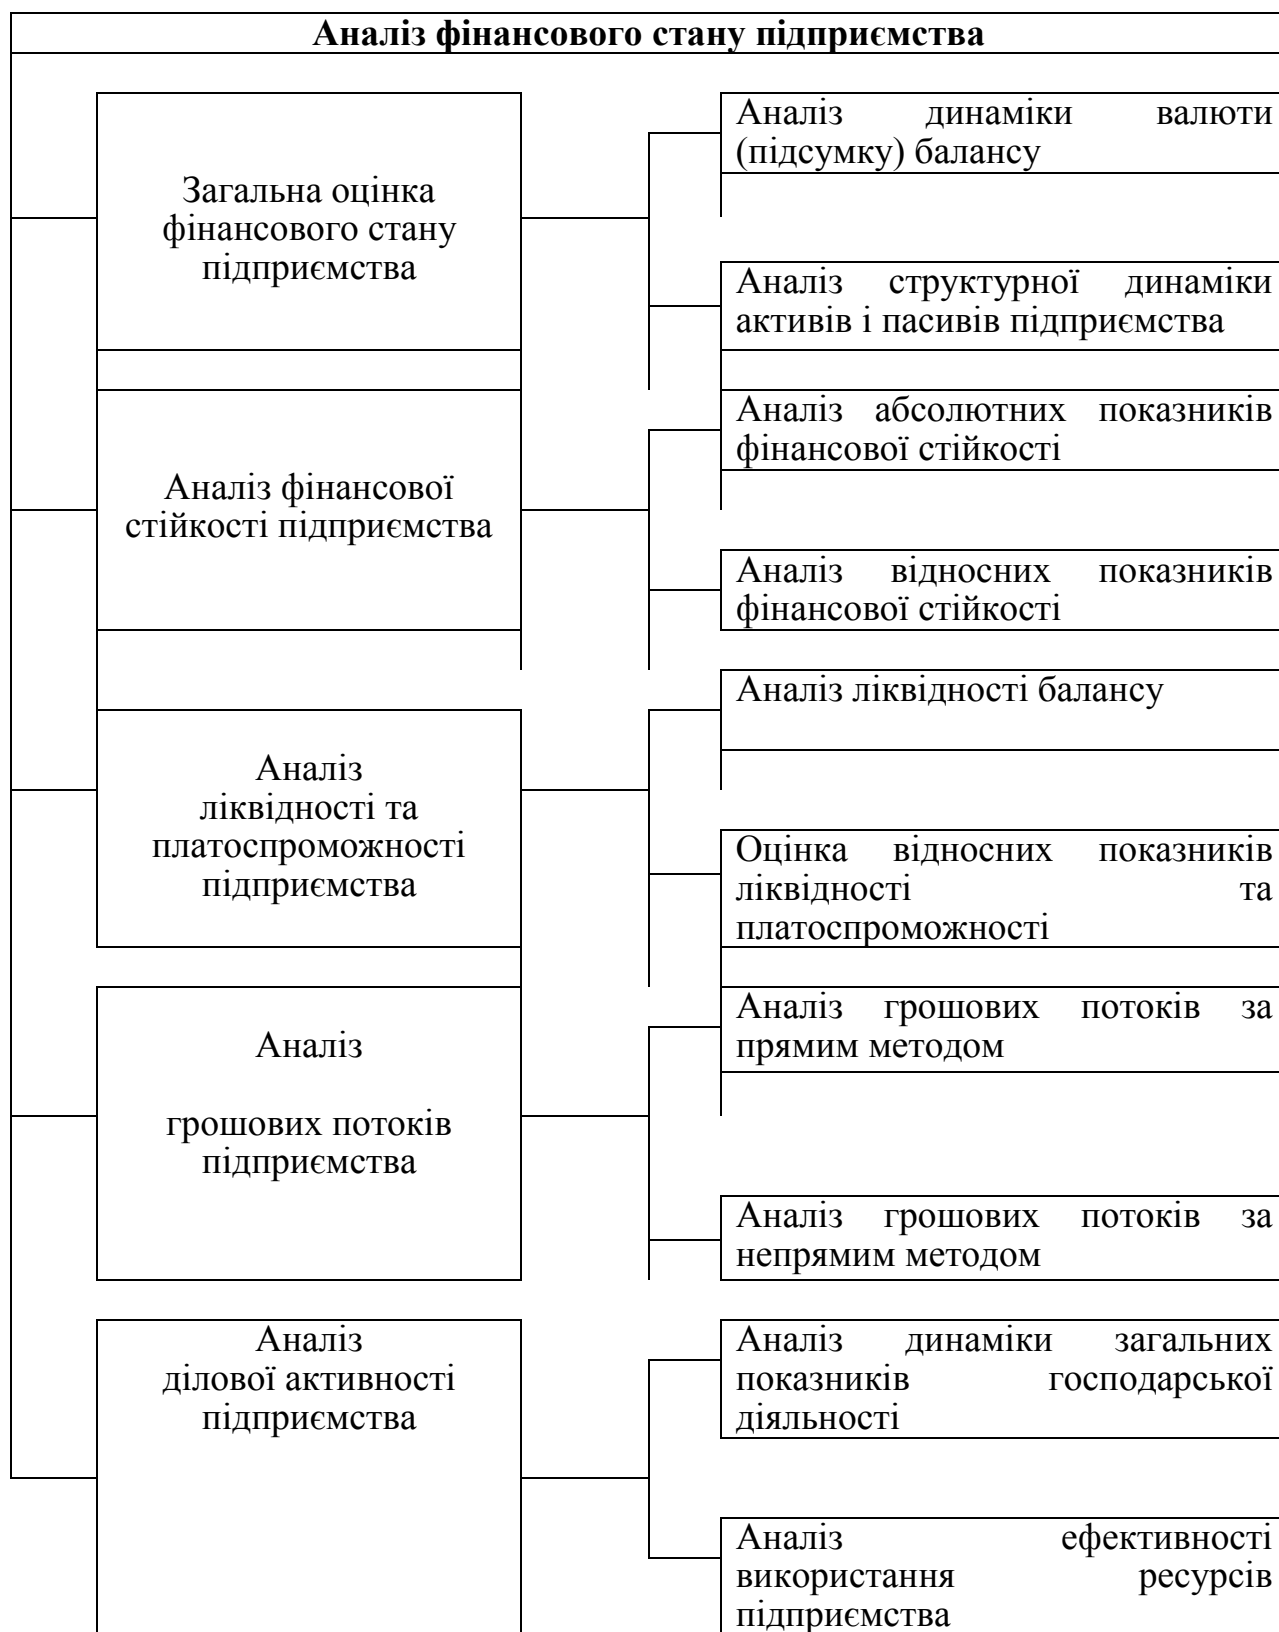 Аналіз фінансового стану підприємства
Загальна оцінка
фінансового стану
підприємства
Аналіз динаміки валюти
(підсумку) балансу
Аналіз структурної динаміки
активів і пасивів підприємства
Аналіз фінансової
стійкості підприємства
Аналіз абсолютних показників
фінансової стійкості
Аналіз відносних показників
фінансової стійкості
Аналіз
ліквідності та
платоспроможності
підприємства
Аналіз ліквідності балансу
Оцінка відносних показників
ліквідності та
платоспроможності
Аналіз
грошових потоків
підприємства
Аналіз грошових потоків за
прямим методом
Аналіз грошових потоків за
непрямим методом
Аналіз
ділової активності
підприємства
Аналіз динаміки загальних
показників господарської
діяльності
Аналіз ефективності
використання ресурсів
підприємства